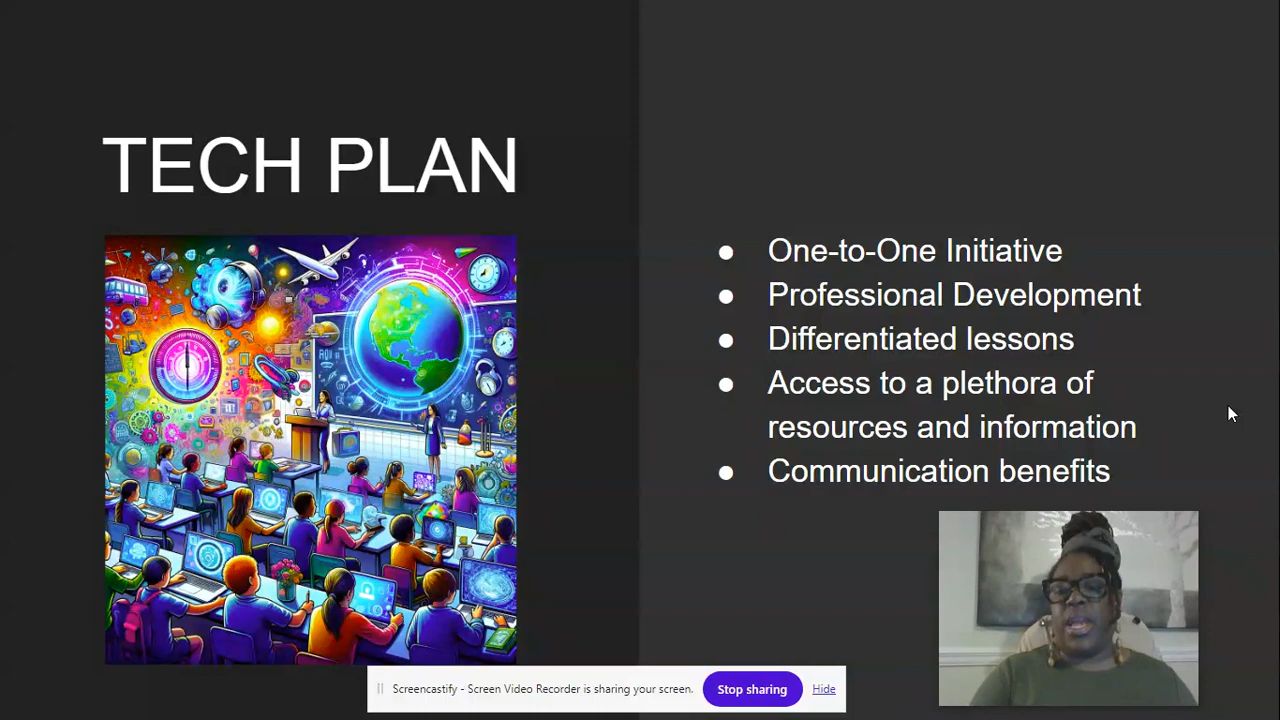 TECH PLAN
● One-to-One Initiative
● Professional Development
● Differentiated lessons
● Access to a plethora of
resources and information
● Communication benefits
Screencastify - Screen Video Recorder is sharing your screen.
Stop sharing
Hide